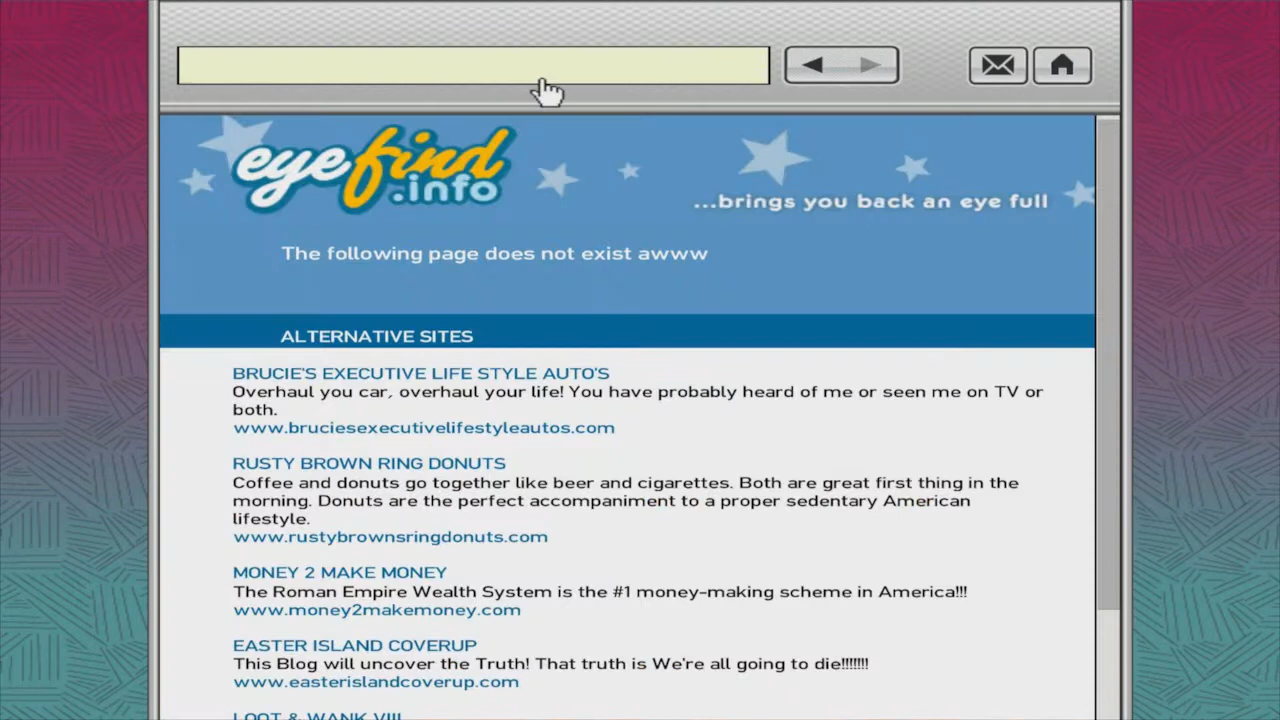 eyefind
.info
...brings you back an eye full
The following page does not exist awww
ALTERNATIVE SITES
BRUCIE'S EXECUTIVE LIFE STYLE AUTO'S
Overhaul you car, overhaul your life! You have probably heard of me or seen me on TV or
both.
www.bruciesexecutivelifestyleautos.com
RUSTY BROWN RING DONUTS
Coffee and donuts go together like beer and cigarettes. Both are great first thing in the
morning. Donuts are the perfect accompaniment to a proper sedentary American
lifestyle.
www.rustybrownsringdonuts.com
MONEY 2 MAKE MONEY
The Roman Empire Wealth System is the #1 money-making scheme in America!!!
www.money2makemoney.com
EASTER ISLAND COVERUP
This Blog will uncover the Truth! That truth is We're all going to die!!!!!!!
www.easterislandcoverup.com
LOOT & WANK VIII